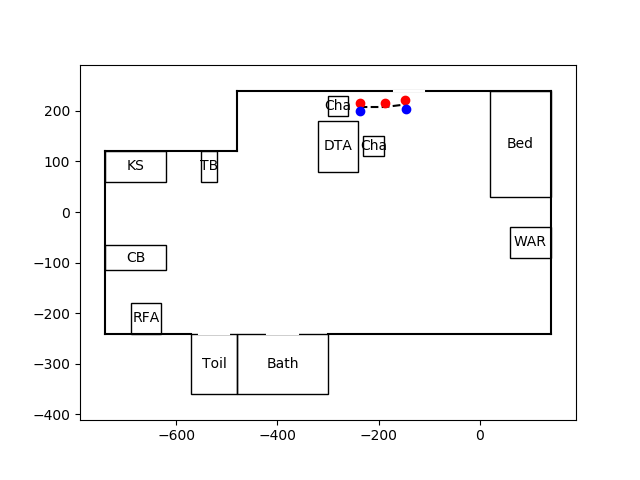 Cha
200
DTA
Cha
Bed
KS
TB
100
0
WAR
CB
−100
RFA
−200
Toil
Bath
−300
−400
−600
−400
−200
0